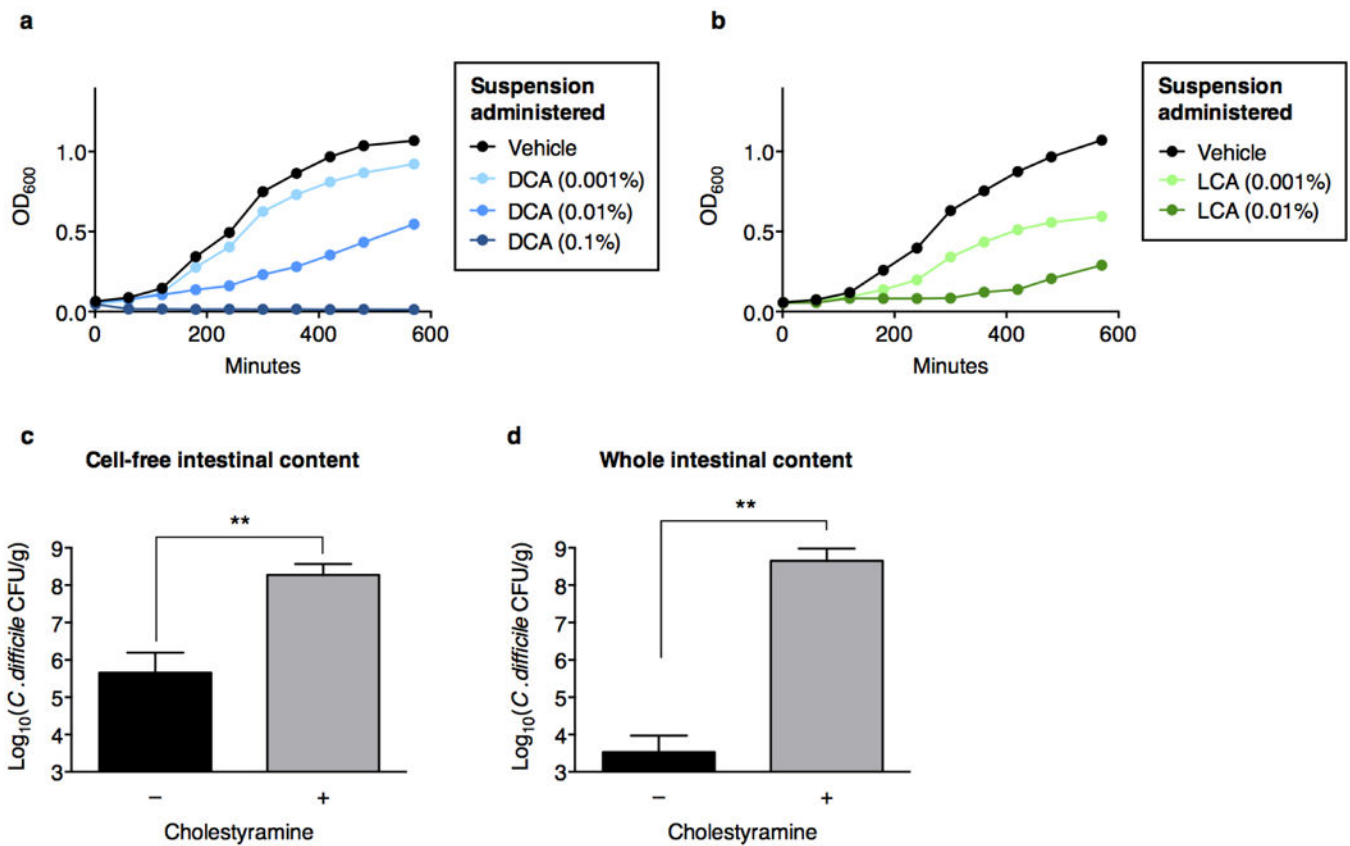 a
Suspension
administered
Vehicle
DCA (0.001%)
DCA (0.01%)
DCA (0.1%)
OD600
1.0
0.5
0.0
0 200 400 600
Minutes
b
Suspension
administered
Vehicle
LCA (0.001%)
LCA (0.01%)
OD600
1.0
0.5
0.0
0 200 400 600
Minutes
c
Cell-free intestinal content
**
Log10(C.difficile CFU/g)
9
8
7
6
5
4
3
– +
Cholestyramine
d
Whole intestinal content
**
Log10(C.difficile CFU/g)
9
8
7
6
5
4
3
– +
Cholestyramine